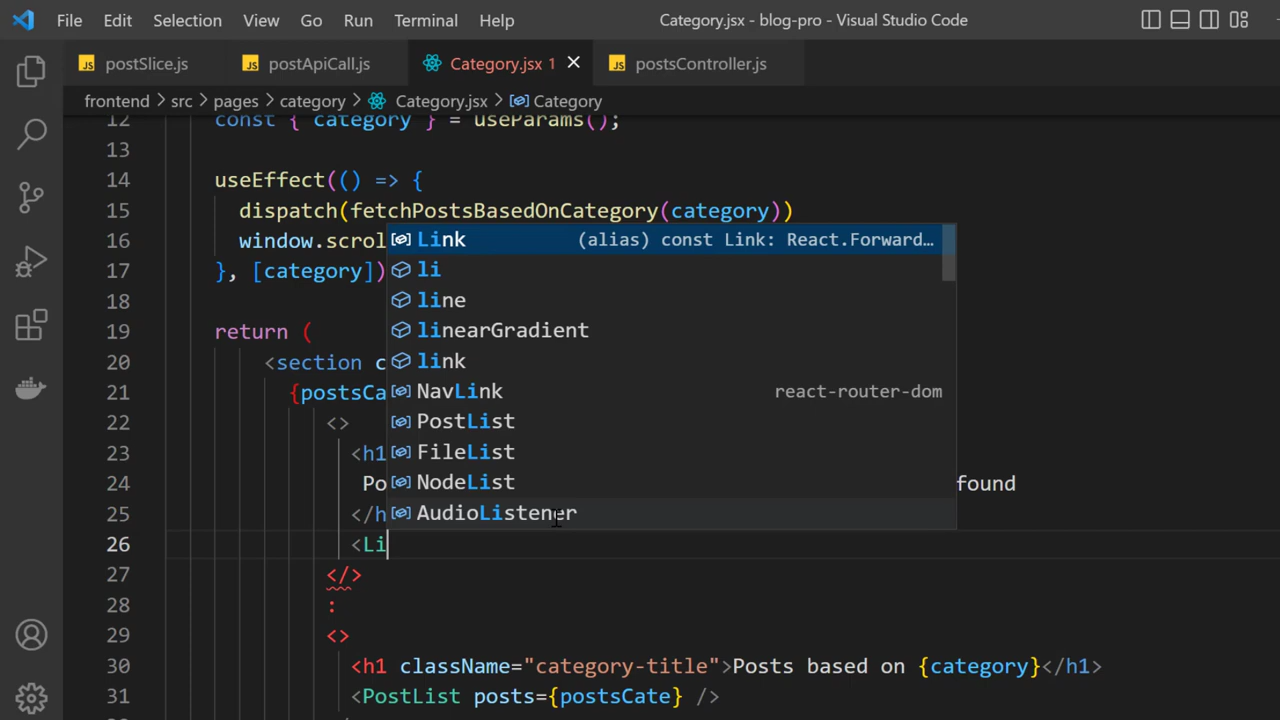 File Edit Selection View Go Run Terminal Help Category.jsx - blog-pro - Visual Studio Code
JS postSlice.js JS postApiCall.js Category.jsx 1 JS postsController.js
frontend > src > pages > category > Category.jsx > Category
12 const { category } = useParams();
13
14 useEffect(() => {
15 dispatch(fetchPostsBasedOnCategory(category))
16 window.scrol
17 }, [category])
18
19 return (
20 <section c
21 {postsCa
22 <>
23 <h1
24 Po found
25 </h
26 <Li
27 </>
28 :
29 <>
30 <h1 className="category-title">Posts based on {category}</h1>
31 <PostList posts={postsCate} />
Link (alias) const Link: React.Forward…
li
line
linearGradient
link
NavLink react-router-dom
PostList
FileList
NodeList
AudioListener